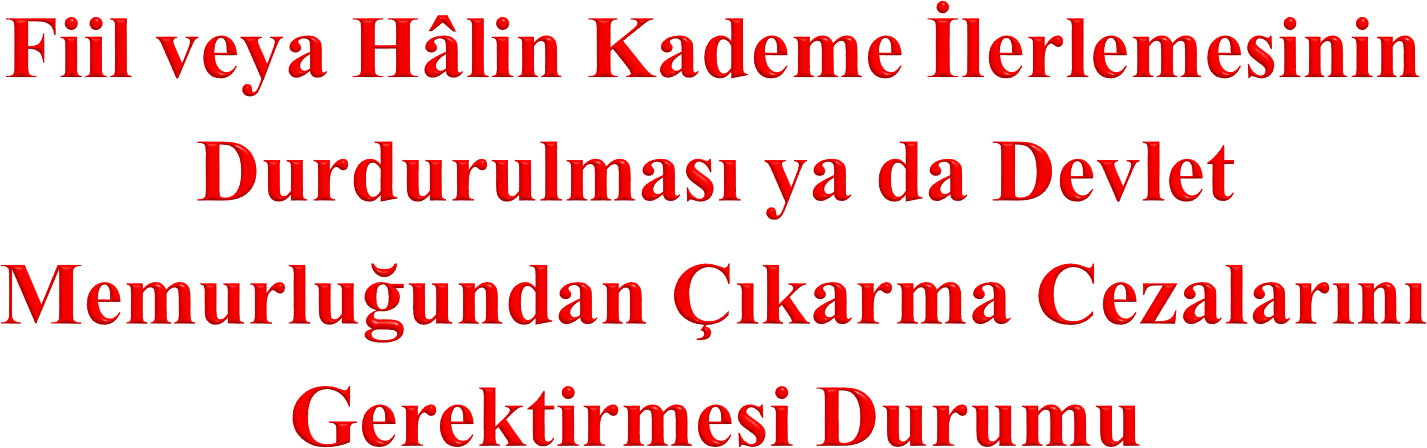 Fiil veya Hâlin Kademe İlerlemesinin
Durdurulması ya da Devlet
Memurluğundan Çıkarma Cezalarını
Gerektirmesi Durumu